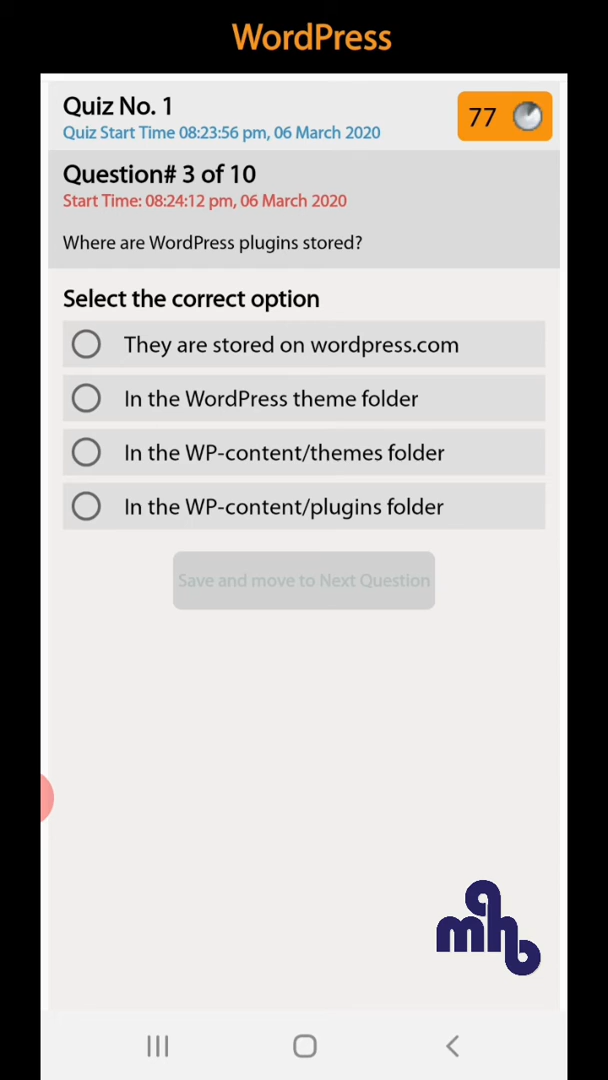 WordPress
Quiz No. 1
77
Quiz Start Time 08:23:56 pm, 06 March 2020
Question# 3 of 10
Start Time: 08:24:12 pm, 06 March 2020
Where are WordPress plugins stored?
Select the correct option
They are stored on wordpress.com
In the WordPress theme folder
In the WP-content/themes folder
In the WP-content/plugins folder
Save and move to Next Question
mhb